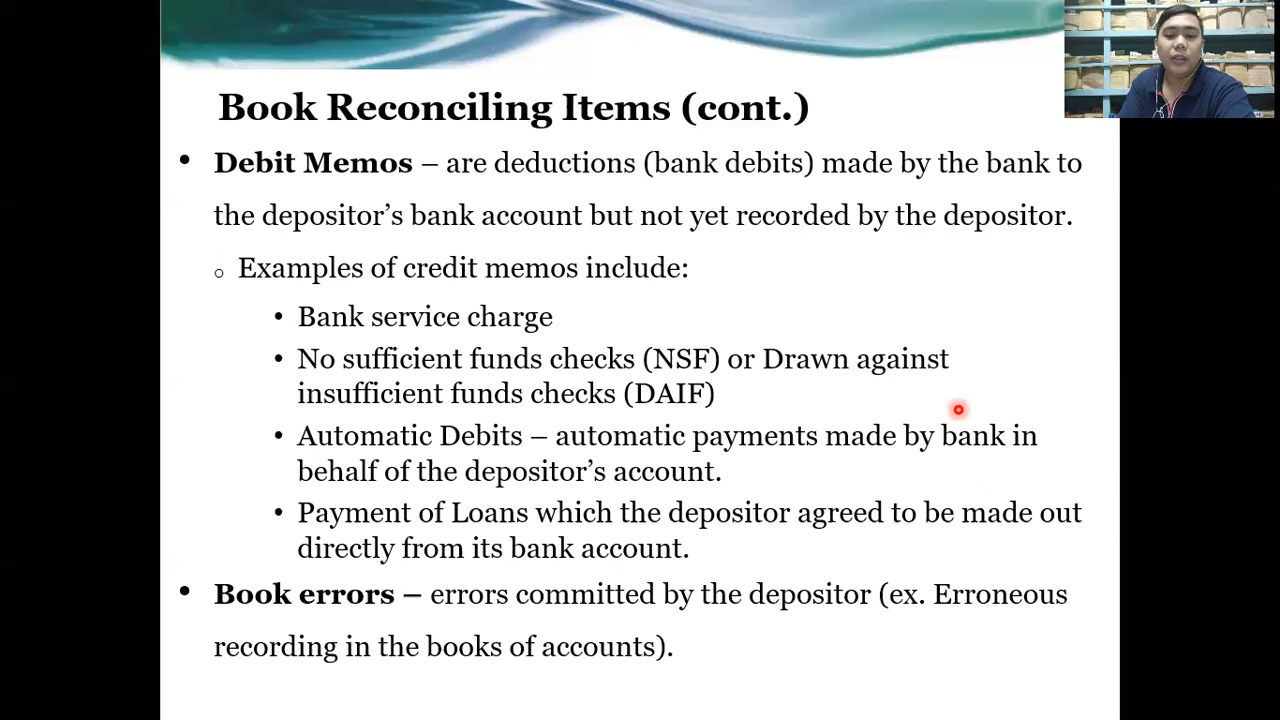 Book Reconciling Items (cont.)
• Debit Memos – are deductions (bank debits) made by the bank to
the depositor’s bank account but not yet recorded by the depositor.
o Examples of credit memos include:
• Bank service charge
• No sufficient funds checks (NSF) or Drawn against
insufficient funds checks (DAIF)
• Automatic Debits – automatic payments made by bank in
behalf of the depositor’s account.
• Payment of Loans which the depositor agreed to be made out
directly from its bank account.
• Book errors – errors committed by the depositor (ex. Erroneous
recording in the books of accounts).